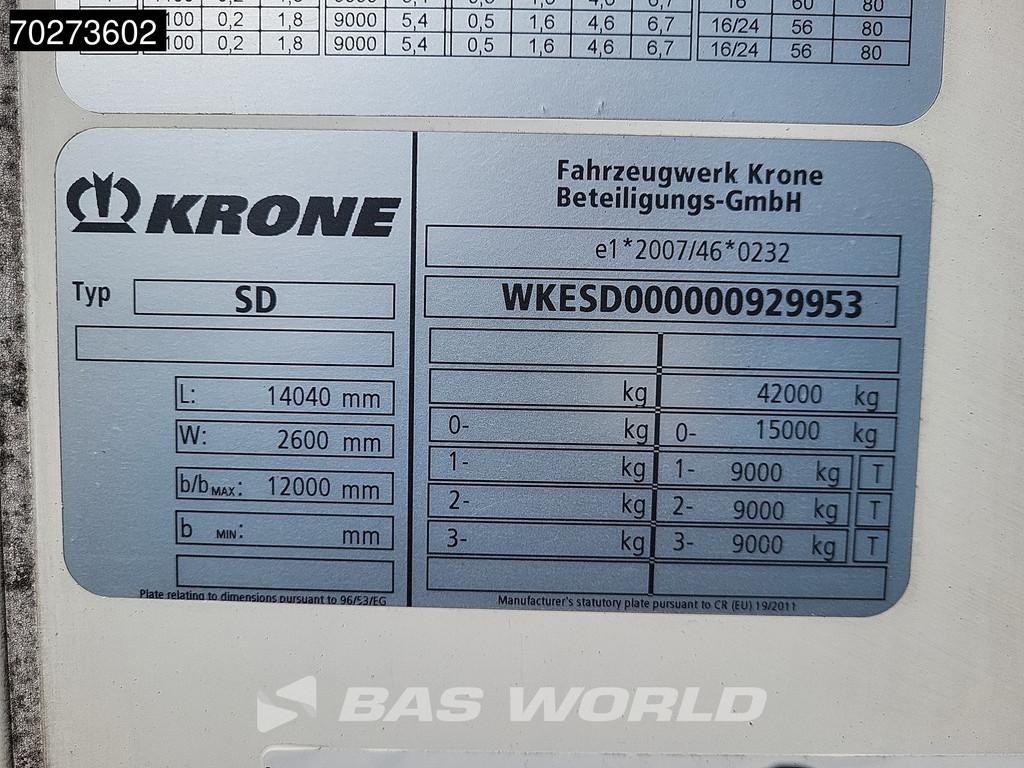 70273602
16 60 80
100 0,2 1,8 9000 5,4 0,5 1,6 4,6 6,7 16/24 56 80
100 0,2 1,8 9000 5,4 0,5 1,6 4,6 6,7 16/24 56 80
KRONE
Typ SD
L: 14040 mm
W: 2600 mm
b/b MAX: 12000 mm
b MIN: mm
Plate relating to dimensions pursuant to 96/53/EG
Fahrzeugwerk Krone
Beteiligungs-GmbH
e1*2007/46*0232
WKESD000000929953
kg 42000 kg
0- kg 0- 15000 kg
1- kg 1- 9000 kg T
2- kg 2- 9000 kg T
3- kg 3- 9000 kg T
Manufacturer's statutory plate pursuant to CR (EU) 19/2011
BAS WORLD